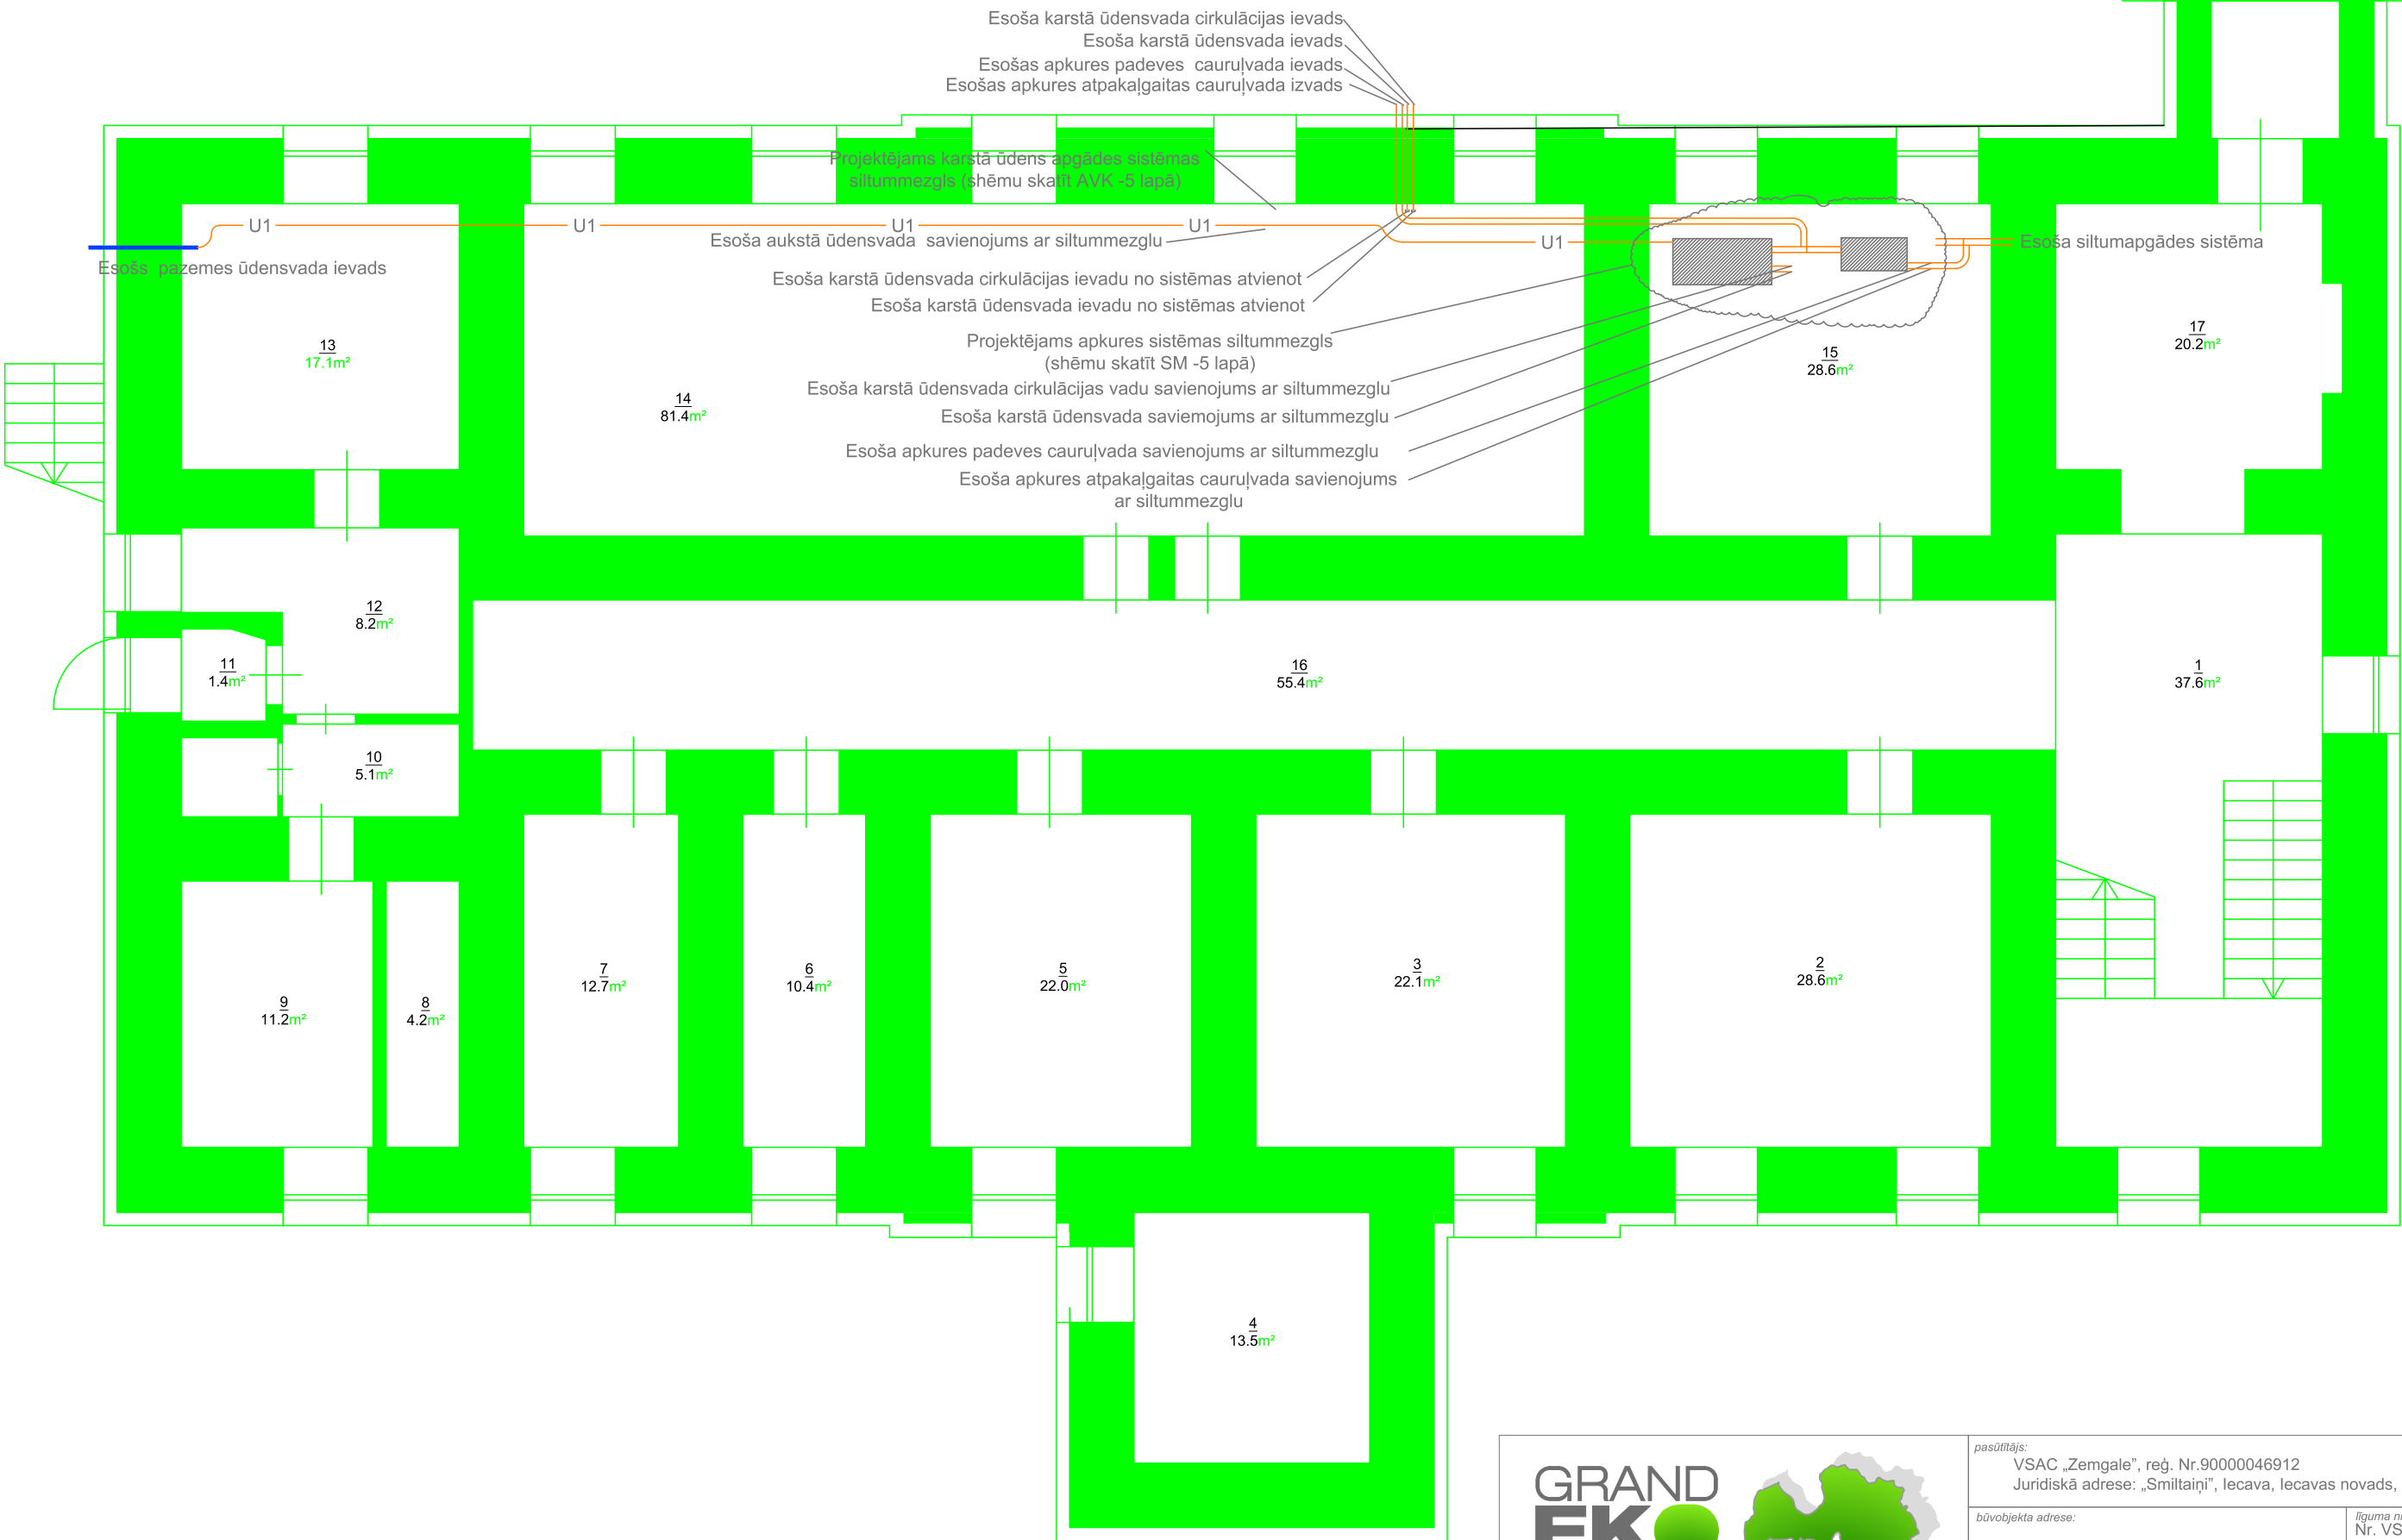 Esoša karstā ūdensvada cirkulācijas ievads
Esoša karstā ūdensvada ievads
Esošas apkures padeves cauruļvada ievads
Esošas apkures atpakaļgaitas cauruļvada izvads
Projektējams karstā ūdens apgādes sistēmas
siltummezgls (shēmu skatīt AVK -5 lapā)
U1
U1
U1
U1
U1
Esoša aukstā ūdensvada savienojums ar siltummezglu
Esoša siltumapgādes sistēma
Esošs pazemes ūdensvada ievads
Esoša karstā ūdensvada cirkulācijas ievadu no sistēmas atvienot
Esoša karstā ūdensvada ievadu no sistēmas atvienot
Projektējams apkures sistēmas siltummezgls
(shēmu skatīt SM -5 lapā)
Esoša karstā ūdensvada cirkulācijas vadu savienojums ar siltummezglu
Esoša karstā ūdensvada saviemojums ar siltummezglu
Esoša apkures padeves cauruļvada savienojums ar siltummezglu
Esoša apkures atpakaļgaitas cauruļvada savienojums
ar siltummezglu
13
17.1m²
14
81.4m²
15
28.6m²
17
20.2m²
12
8.2m²
11
1.4m²
16
55.4m²
1
37.6m²
10
5.1m²
9
11.2m²
8
4.2m²
7
12.7m²
6
10.4m²
5
22.0m²
3
22.1m²
2
28.6m²
4
13.5m²
GRAND
EKO
pasūtītājs:
VSAC „Zemgale”, reģ. Nr.90000046912
Juridiskā adrese: „Smiltaiņi”, Iecava, Iecavas novads,
būvobjekta adrese:
līguma
Nr. VS